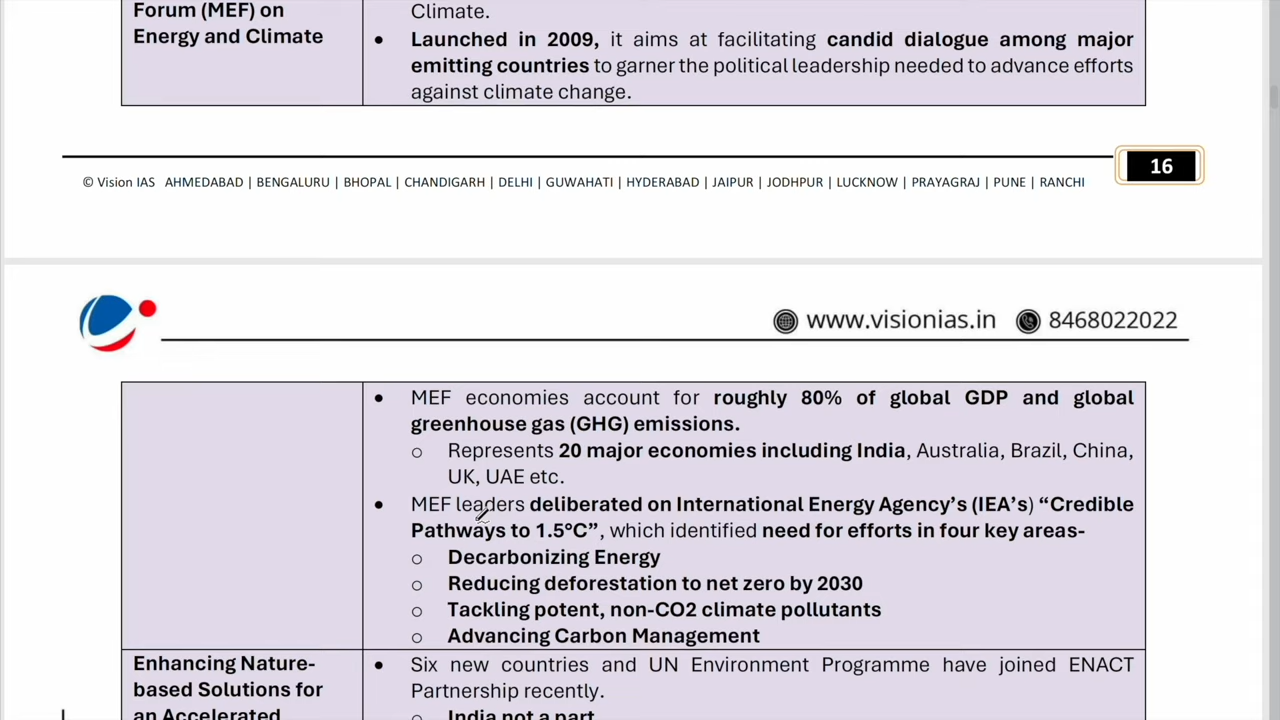 Forum (MEF) on
Energy and Climate
Climate.
• Launched in 2009, it aims at facilitating candid dialogue among major
emitting countries to garner the political leadership needed to advance efforts
against climate change.
16
© Vision IAS AHMEDABAD | BENGALURU | BHOPAL | CHANDIGARH | DELHI | GUWAHATI | HYDERABAD | JAIPUR | JODHPUR | LUCKNOW | PRAYAGRAJ | PUNE | RANCHI
www.visionias.in 8468022022
• MEF economies account for roughly 80% of global GDP and global
greenhouse gas (GHG) emissions.
o Represents 20 major economies including India, Australia, Brazil, China,
UK, UAE etc.
• MEF leaders deliberated on International Energy Agency’s (IEA’s) “Credible
Pathways to 1.5°C”, which identified need for efforts in four key areas-
o Decarbonizing Energy
o Reducing deforestation to net zero by 2030
o Tackling potent, non-CO2 climate pollutants
o Advancing Carbon Management
Enhancing Nature-
based Solutions for
an Accelerated
• Six new countries and UN Environment Programme have joined ENACT
Partnership recently.
o India not a part.